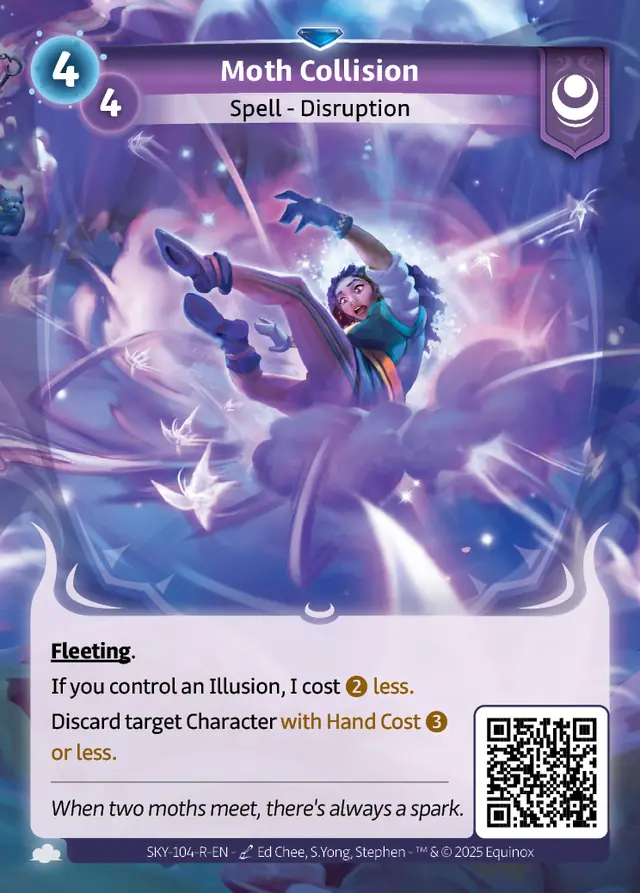 4
4
Moth Collision
Spell - Disruption
Fleeting.
If you control an Illusion, I cost 2 less.
Discard target Character with Hand Cost 3
or less.
When two moths meet, there's always a spark.
SKY-104-R-EN - Ed Chee, S.Yong, Stephen - ™ & © 2025 Equinox